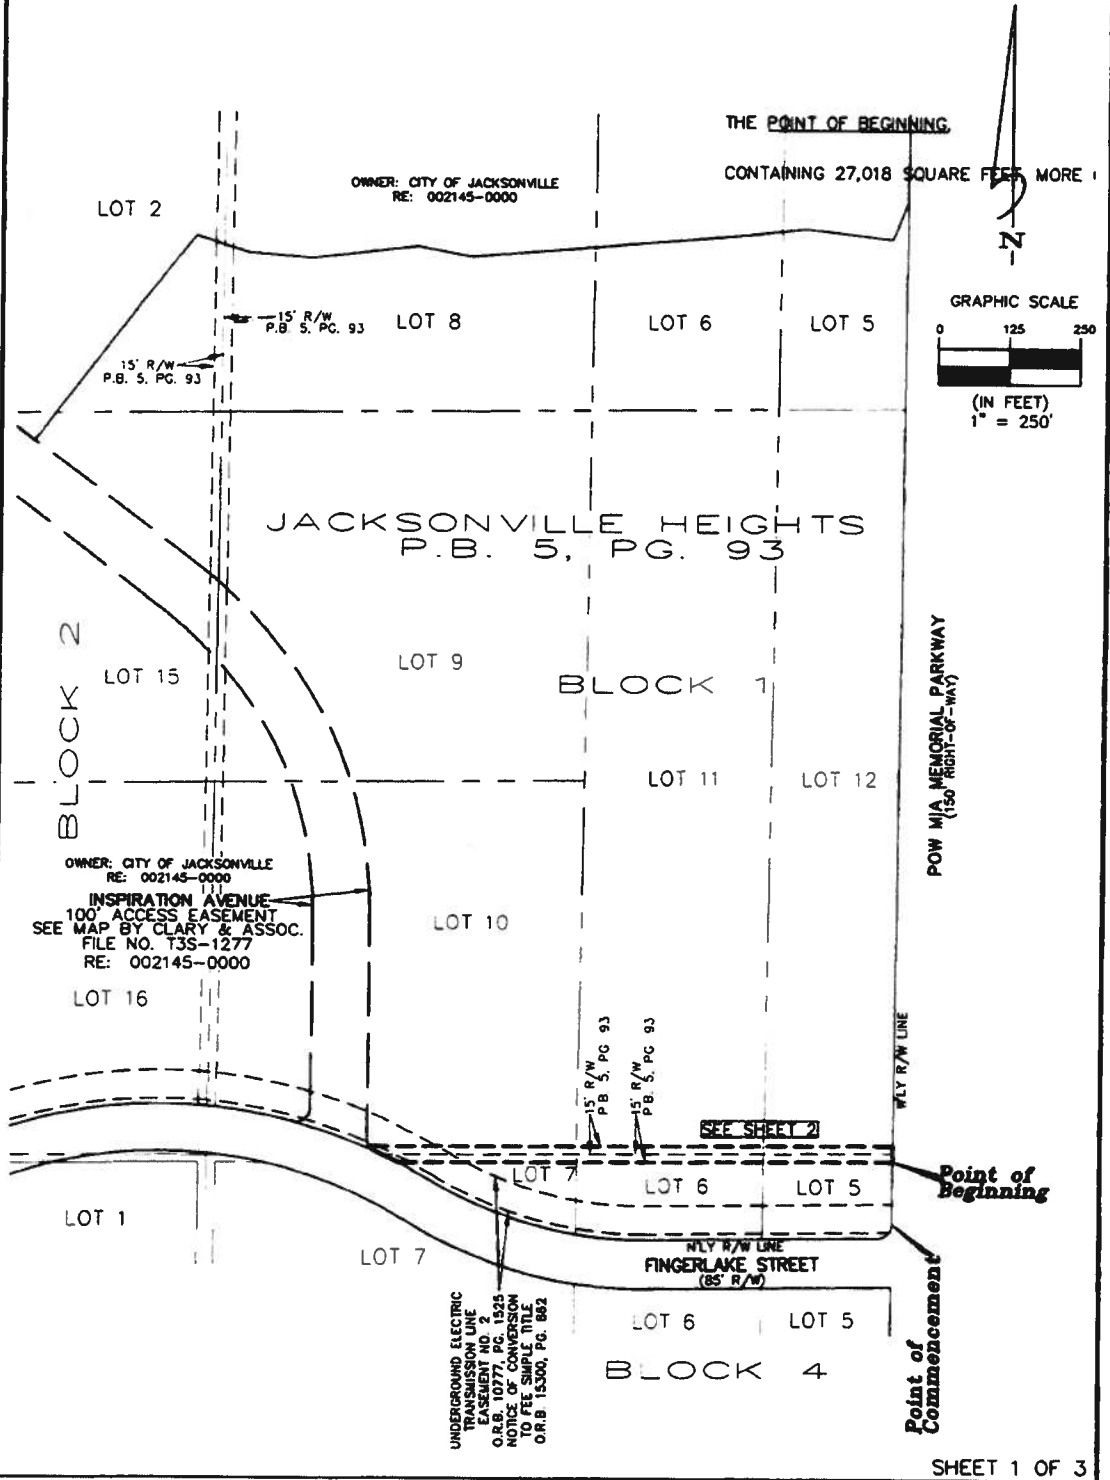 THE POINT OF BEGINNING.
CONTAINING 27,018 SQUARE FEET, MORE
N
OWNER: CITY OF JACKSONVILLE
RE: 002145-0000
LOT 2
GRAPHIC SCALE
0 125 250
(IN FEET)
1" = 250'
15' R/W
P.B. 5, PG. 93
LOT 8
LOT 6
LOT 5
15' R/W
P.B. 5, PG. 93
JACKSONVILLE HEIGHTS
P.B. 5, PG. 93
BLOCK 2
LOT 15
LOT 9
BLOCK 1
POW MIA MEMORIAL PARKWAY
(150' RIGHT-OF-WAY)
LOT 11
LOT 12
OWNER: CITY OF JACKSONVILLE
RE: 002145-0000
INSPIRATION AVENUE
100' ACCESS EASEMENT
SEE MAP BY CLARY & ASSOC.
FILE NO. T3S-1277
RE: 002145-0000
LOT 10
LOT 16
15' R/W
P.B. 5, PG 93
15' R/W
P.B. 5, PG 93
W'LY R/W LINE
SEE SHEET 2
LOT 7
LOT 6
LOT 5
Point of
Beginning
LOT 1
LOT 7
N'LY R/W LINE
FINGERLAKE STREET
(85' R/W)
UNDERGROUND ELECTRIC
TRANSMISSION LINE
EASEMENT NO. 2
O.R.B. 10777, PG. 1525
NOTICE OF CONVERSION
TO FEE SIMPLE TITLE
O.R.B. 15300, PG. 862
LOT 6
LOT 5
BLOCK 4
Point of
Commencement
SHEET 1 OF 3